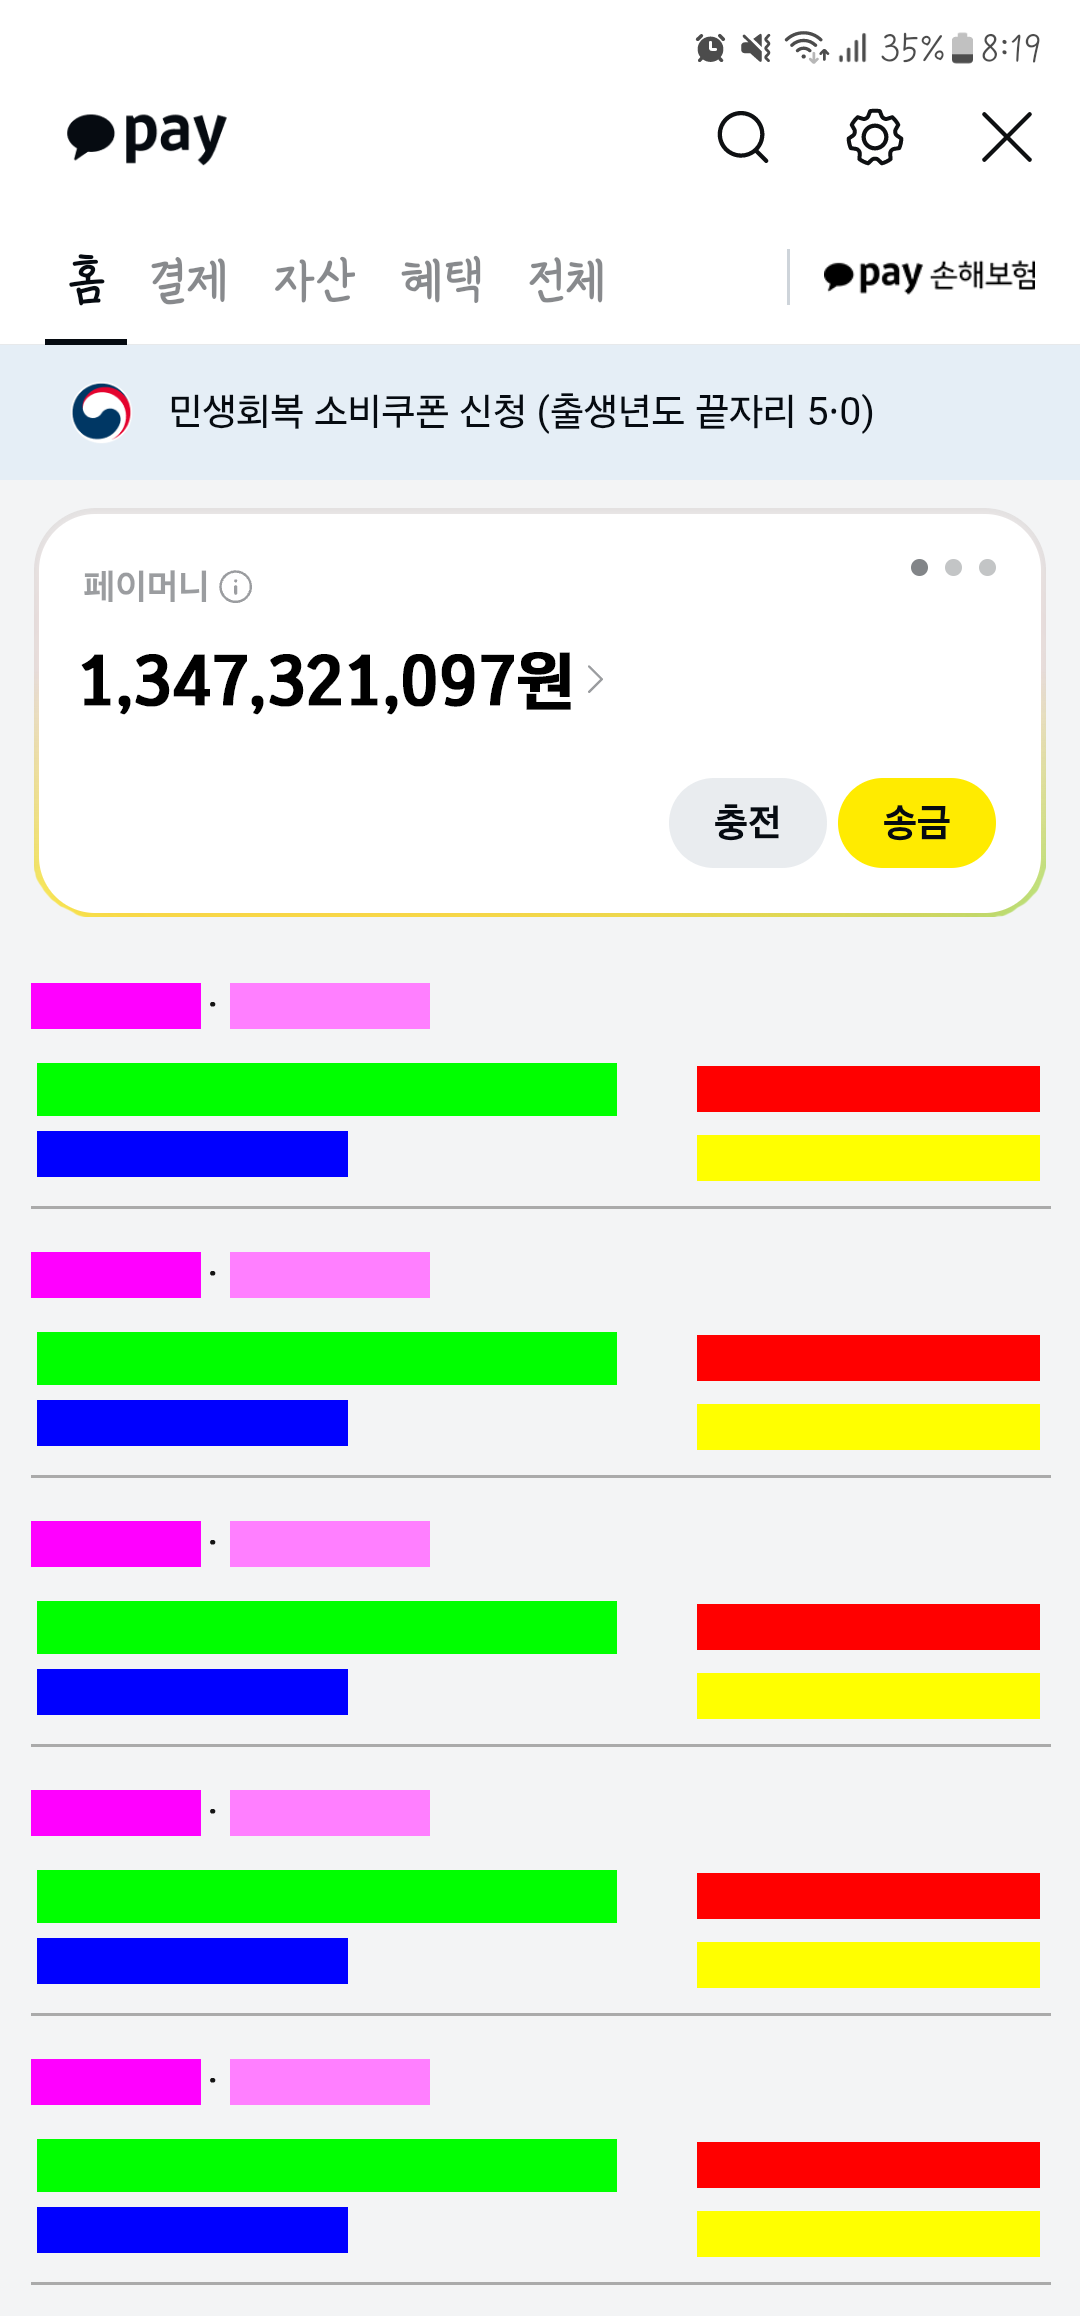 35% 8:19
pay
홈 결제 자산 혜택 전체 pay 손해보험
민생회복 소비쿠폰 신청 (출생년도 끝자리 5·0)
페이머니
1,347,321,097원
충전 송금
·
·
·
·
·